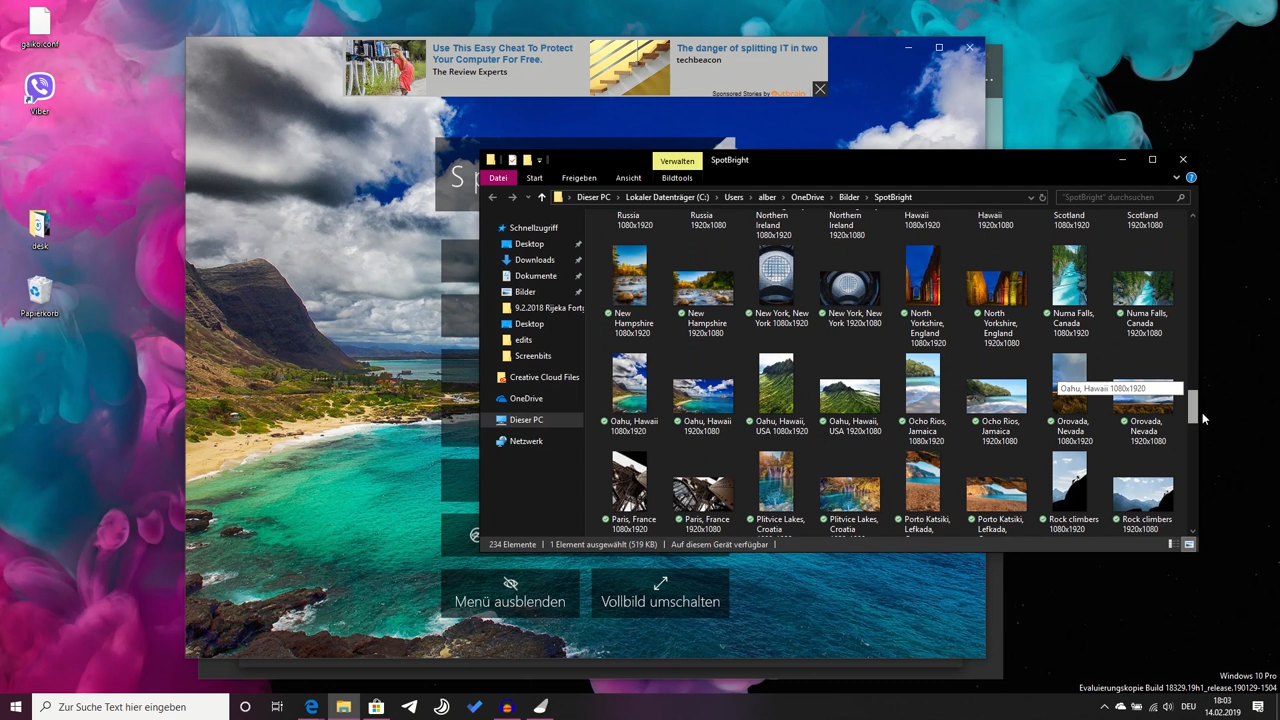 gaiko.conf
Viber
desk
Papierkorb
Use This Easy Cheat To Protect
Your Computer For Free.
The Review Experts
The danger of splitting IT in two
techbeacon
Sponsored Stories by Outbrain
Sp
Verwalten
SpotBright
Datei
Start
Freigeben
Ansicht
Bildtools
Dieser PC
Lokaler Datenträger (C:)
Users
alber
OneDrive
Bilder
SpotBright
"SpotBright" durchsuchen
Schnellzugriff
Desktop
Downloads
Dokumente
Bilder
9.2.2018 Rijeka Fort
Desktop
edits
Screenbits
Creative Cloud Files
OneDrive
Dieser PC
Netzwerk
Russia
1080x1920
Russia
1920x1080
Northern
Ireland
1080x1920
Northern
Ireland
1920x1080
Hawaii
1080x1920
Hawaii
1920x1080
Scotland
1080x1920
Scotland
1920x1080
New
Hampshire
1080x1920
New
Hampshire
1920x1080
New York, New
York 1080x1920
New York, New
York 1920x1080
North
Yorkshire,
England
1080x1920
North
Yorkshire,
England
1920x1080
Numa Falls,
Canada
1080x1920
Numa Falls,
Canada
1920x1080
Oahu, Hawaii
1080x1920
Oahu, Hawaii
1920x1080
Oahu, Hawaii,
USA 1080x1920
Oahu, Hawaii,
USA 1920x1080
Ocho Rios,
Jamaica
1080x1920
Ocho Rios,
Jamaica
1920x1080
Oahu, Hawaii 1080x1920
Orovada,
Nevada
1080x1920
Orovada,
Nevada
1920x1080
Paris, France
1080x1920
Paris, France
1920x1080
Plitvice Lakes,
Croatia
Plitvice Lakes,
Croatia
Porto Katsiki,
Lefkada,
Porto Katsiki,
Lefkada,
Rock climbers
1080x1920
Rock climbers
1920x1080
234 Elemente
1 Element ausgewählt (519 KB)
Auf diesem Gerät verfügbar
Menü ausblenden
Vollbild umschalten
Windows 10 Pro
Evaluierungskopie Build 18329.19h1_release.190129-1504
Zur Suche Text hier eingeben
DEU
18:03
14.02.2019